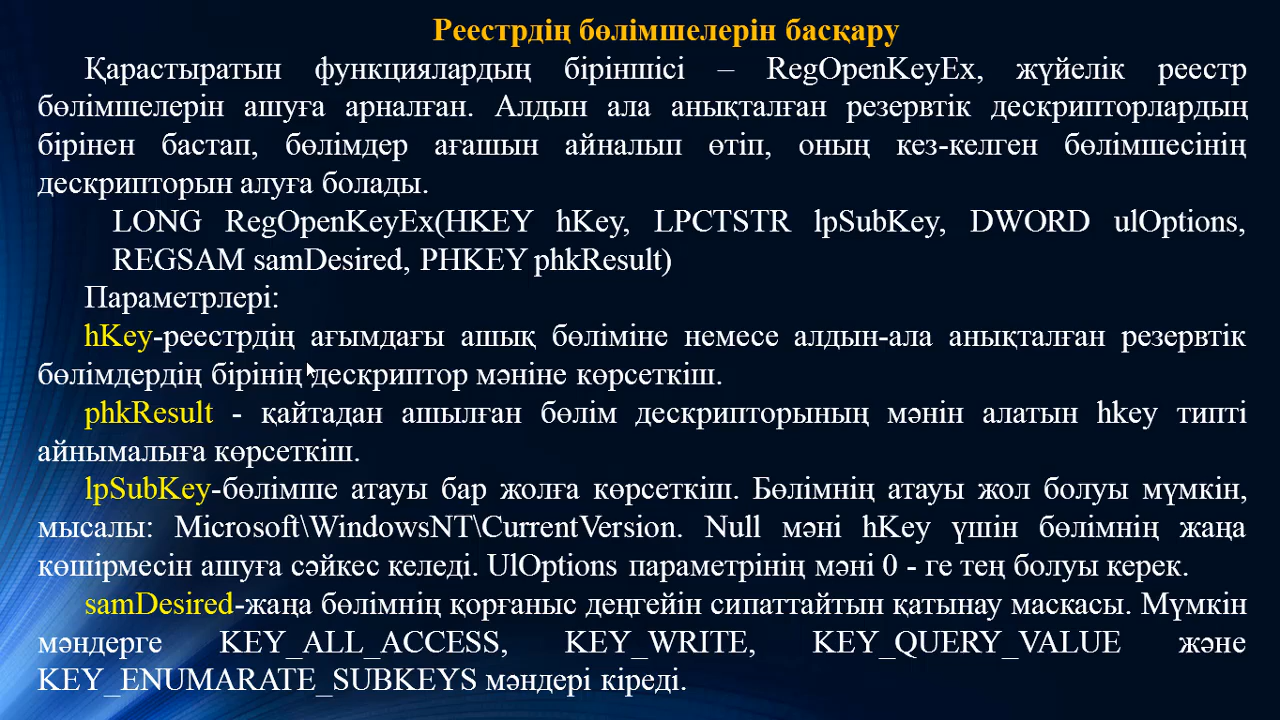 Реестрдің бөлімшелерін басқару
Қарастыратын функциялардың біріншісі – RegOpenKeyEx, жүйелік реестр
бөлімшелерін ашуға арналған. Алдын ала анықталған резервтік дескрипторлардың
бірінен бастап, бөлімдер ағашын айналып өтіп, оның кез-келген бөлімшесінің
дескрипторын алуға болады.
LONG RegOpenKeyEx(HKEY hKey, LPCTSTR lpSubKey, DWORD ulOptions,
REGSAM samDesired, PHKEY phkResult)
Параметрлері:
hKey-реестрдің ағымдағы ашық бөліміне немесе алдын-ала анықталған резервтік
бөлімдердің бірінің дескриптор мәніне көрсеткіш.
phkResult - қайтадан ашылған бөлім дескрипторының мәнін алатын hkey типті
айнымалыға көрсеткіш.
lpSubKey-бөлімше атауы бар жолға көрсеткіш. Бөлімнің атауы жол болуы мүмкін,
мысалы: Microsoft\WindowsNT\CurrentVersion. Null мәні hKey үшін бөлімнің жаңа
көшірмесін ашуға сәйкес келеді. UlOptions параметрінің мәні 0 - ге тең болуы керек.
samDesired-жаңа бөлімнің қорғаныс деңгейін сипаттайтын қатынау маскасы. Мүмкін
мәндерге KEY_ALL_ACCESS, KEY_WRITE, KEY_QUERY_VALUE және
KEY_ENUMARATE_SUBKEYS мәндері кіреді.